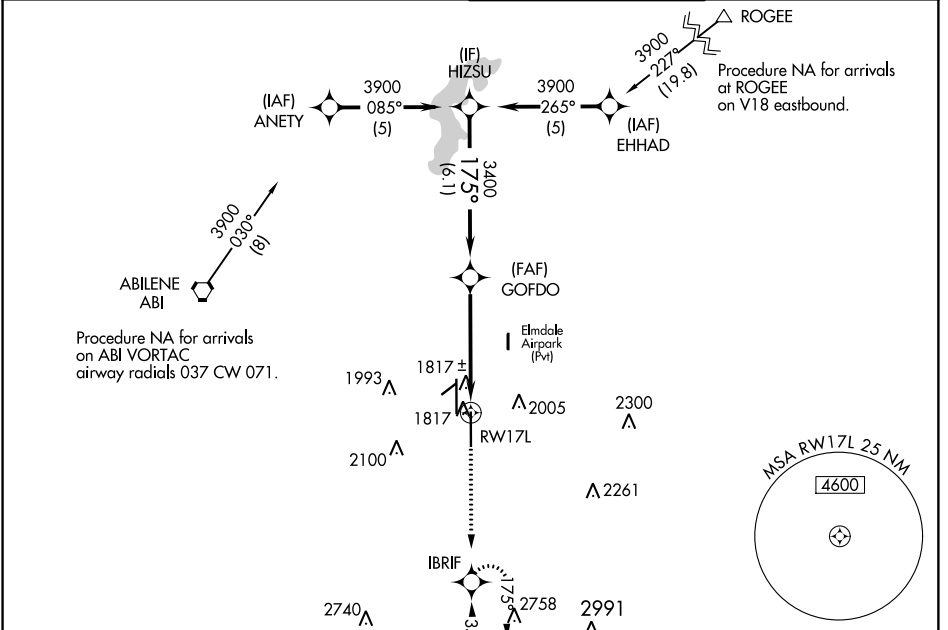 ROGEE
3900
227°
(19.8)
Procedure NA for arrivals
at ROGEE
on V18 eastbound.
(IF)
HIZSU
(IAF)
ANETY
3900
085°
(5)
3900
265°
(5)
(IAF)
EHHAD
3400
175°
(6.1)
3900
030°
(8)
ABILENE
ABI
(FAF)
GOFDO
Procedure NA for arrivals
on ABI VORTAC
airway radials 037 CW 071.
Elmdale
Airpark
(Pvt)
1993
1817 ±
1817
2005
2300
RW17L
2100
2261
MSA RW17L 25 NM
4600
IBRIF
175°
2740
2758
2991